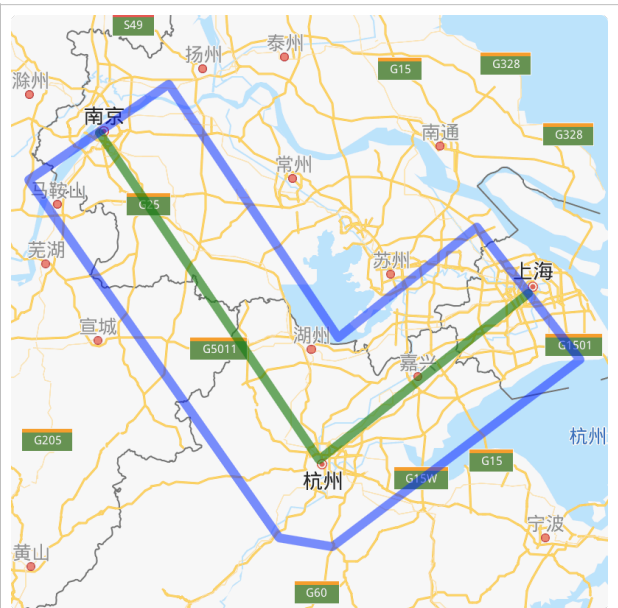 S49
扬州
泰州
G15
G328
滁州
南京
南通
G328
常州
马鞍山
G25
芜湖
苏州
上海
宣城
湖州
G5011
嘉兴
G1501
杭州
G205
G15
G15W
杭州
宁波
黄山
G60